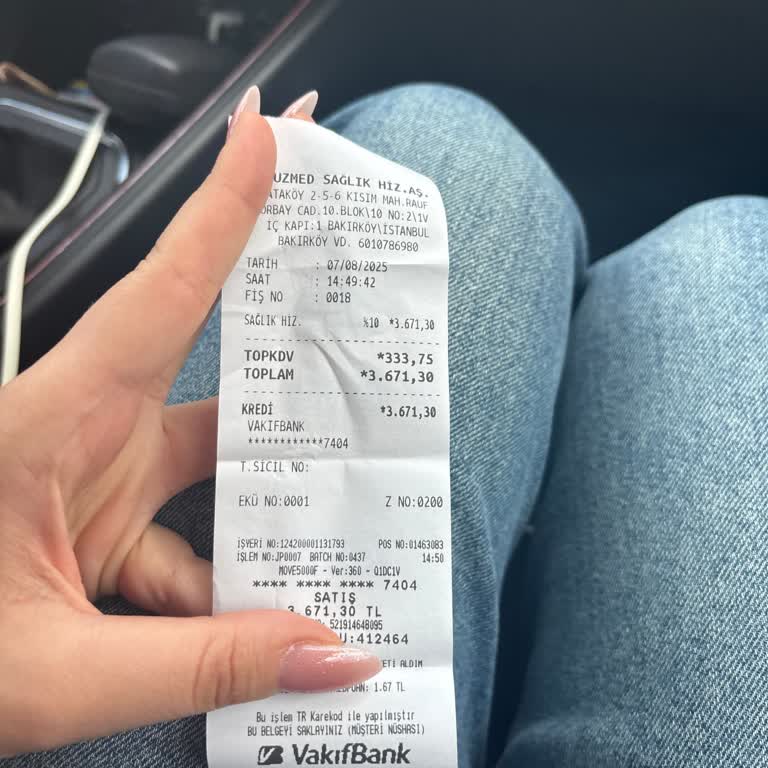 UZMED SAĞLIK HİZ.AŞ.
ATAKÖY 2-5-6 KISIM MAH.RAUF
ORBAY CAD.10.BLOK\10 NO:2\1V
İÇ KAPI:1 BAKIRKÖY\İSTANBUL
BAKIRKÖY VD. 6010786980
TARİH : 07/08/2025
SAAT : 14:49:42
FİŞ NO : 0018
SAĞLIK HİZ. %10 *3.671,30
TOPKDV *333,75
TOPLAM *3.671,30
KREDİ *3.671,30
VAKIFBANK
************7404
T.SİCİL NO:
EKÜ NO:0001 Z NO:0200
İŞYERİ NO:124200001131793 POS NO:01463083
İŞLEM NO:JP0007 BATCH NO:0437 14:50
MOVE5000F - Ver:360 - Q1DC1V
**** **** **** 7404
SATIŞ
3.671,30 TL
521914648095
U:412464
ETİ ALDIM
1.67 TL
Bu işlem TR Karekod ile yapılmıştır
BU BELGEYİ SAKLAYINIZ (MÜŞTERİ NÜSHASI)
VakıfBank